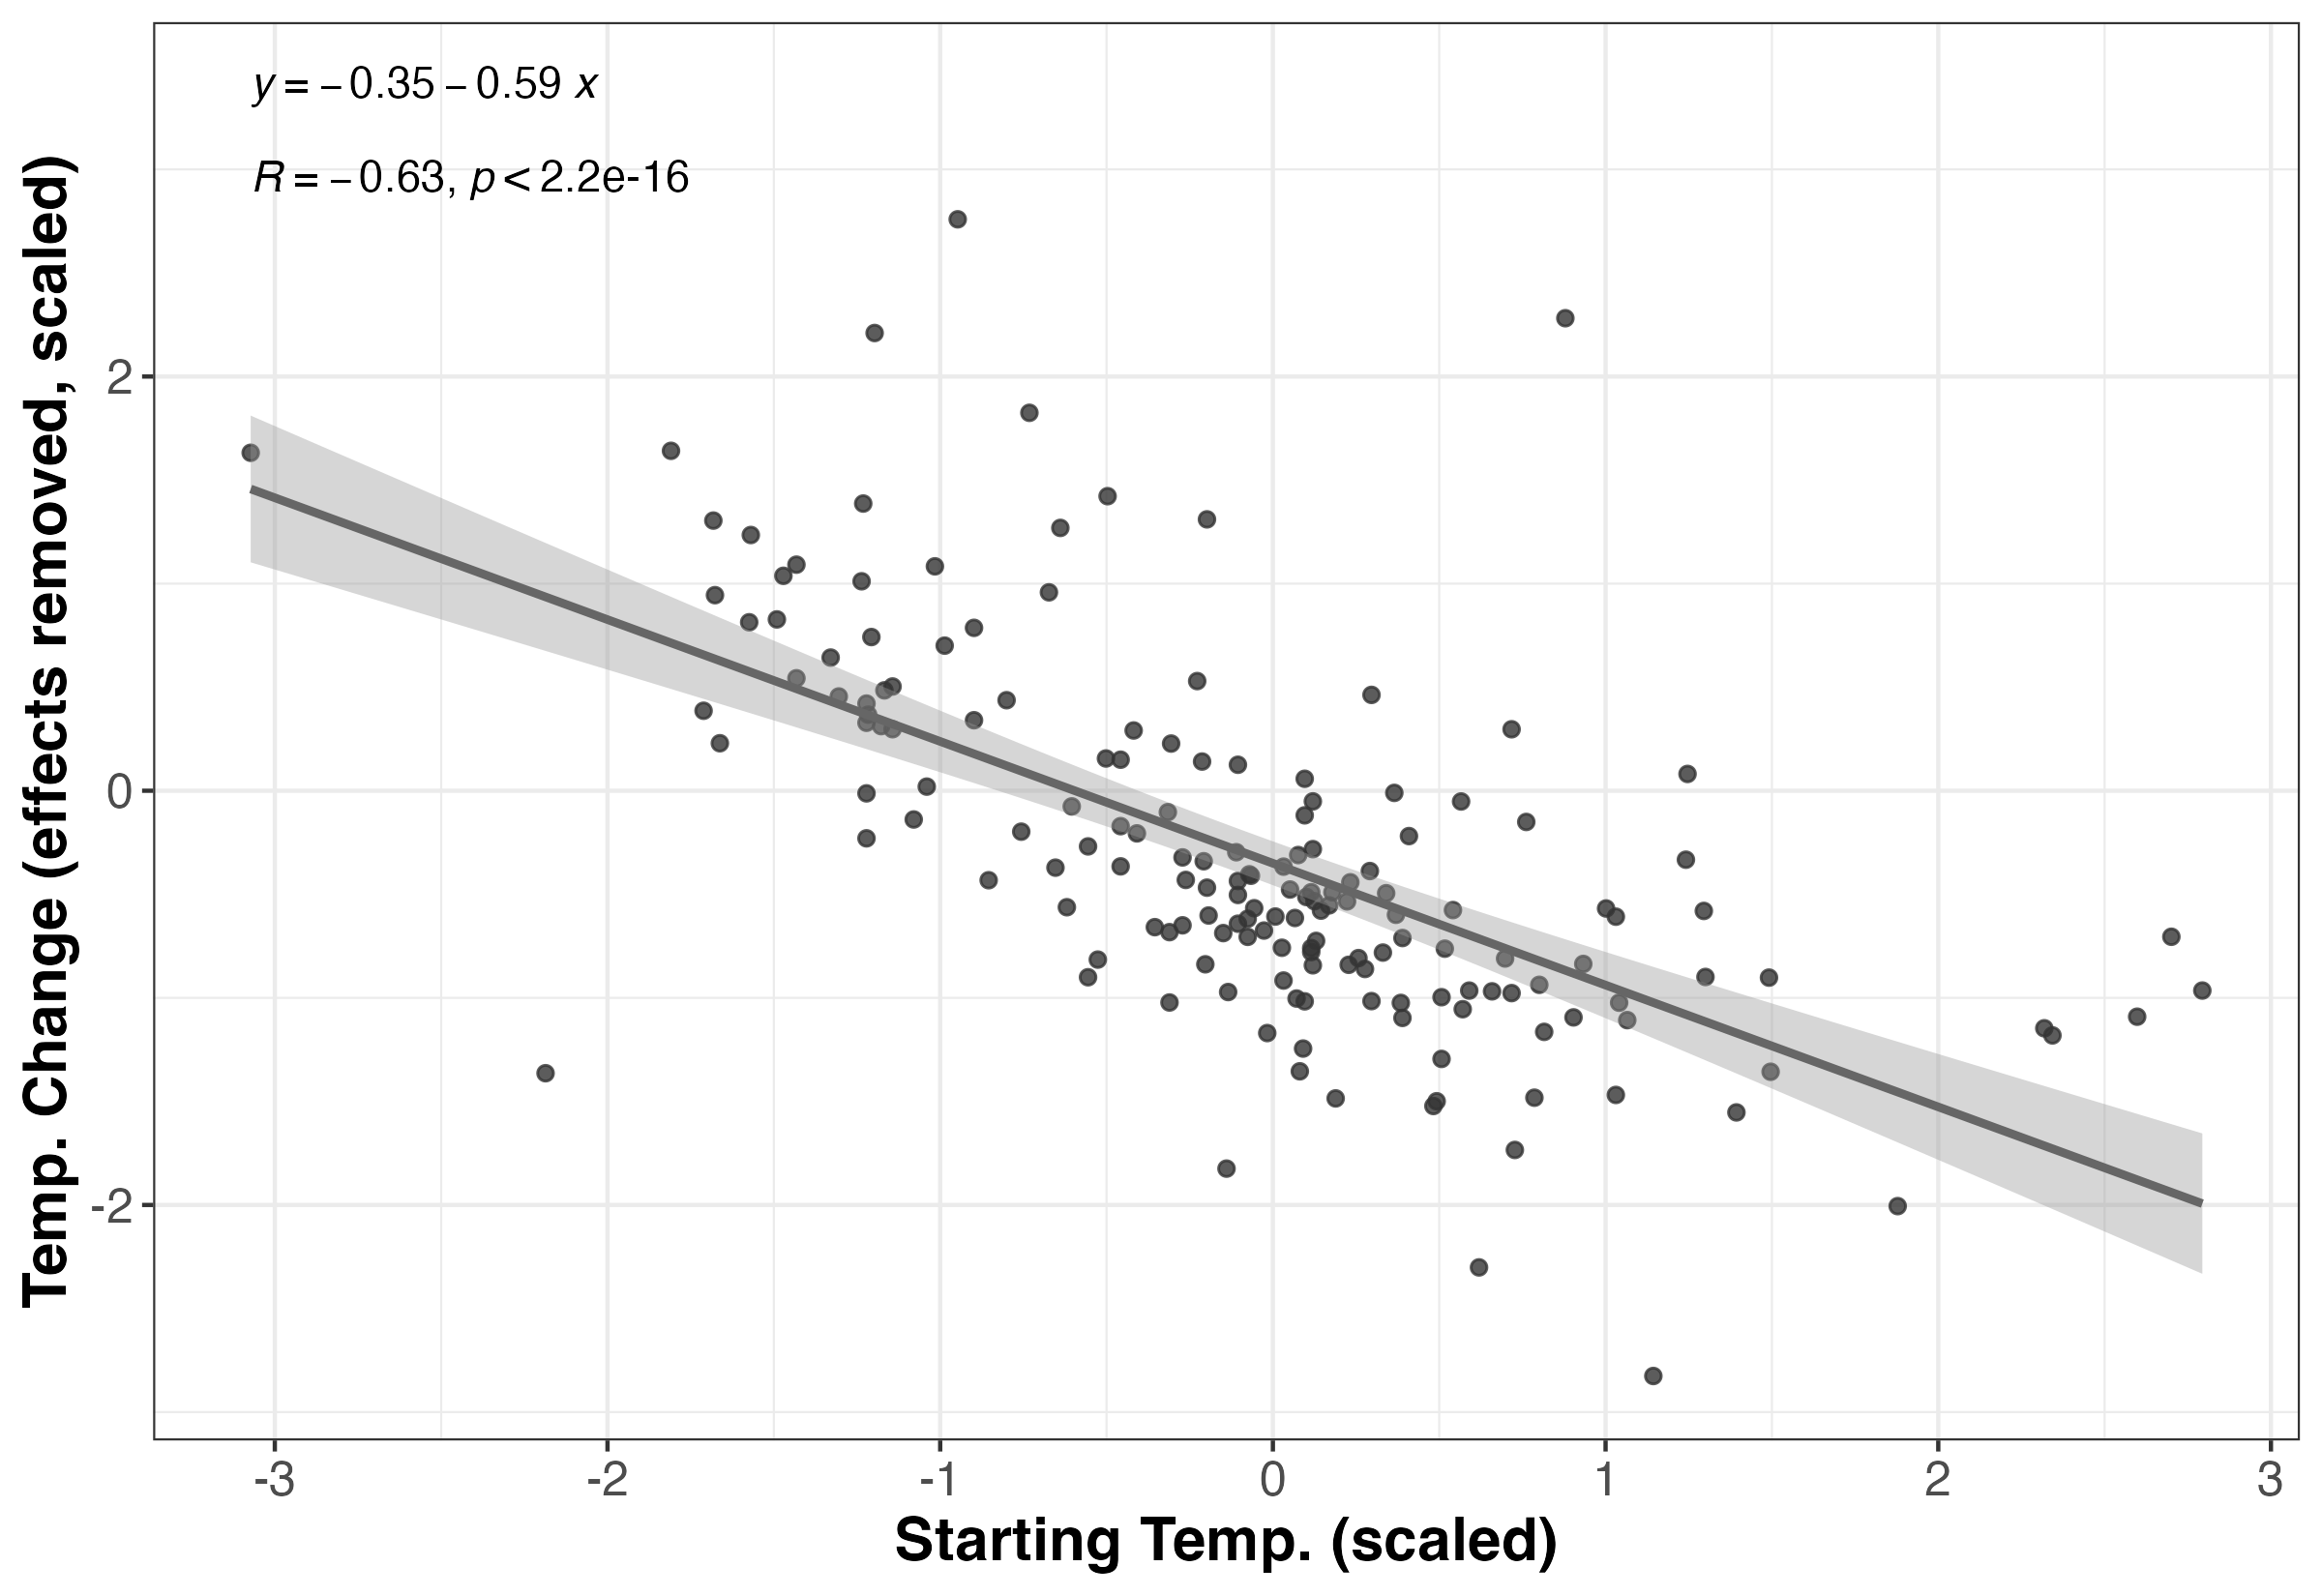 y = −0.35 − 0.59 x
R = −0.63, p < 2.2e-16
Temp. Change (effects removed, scaled)
2
0
-2
-3 -2 -1 0 1 2 3
Starting Temp. (scaled)